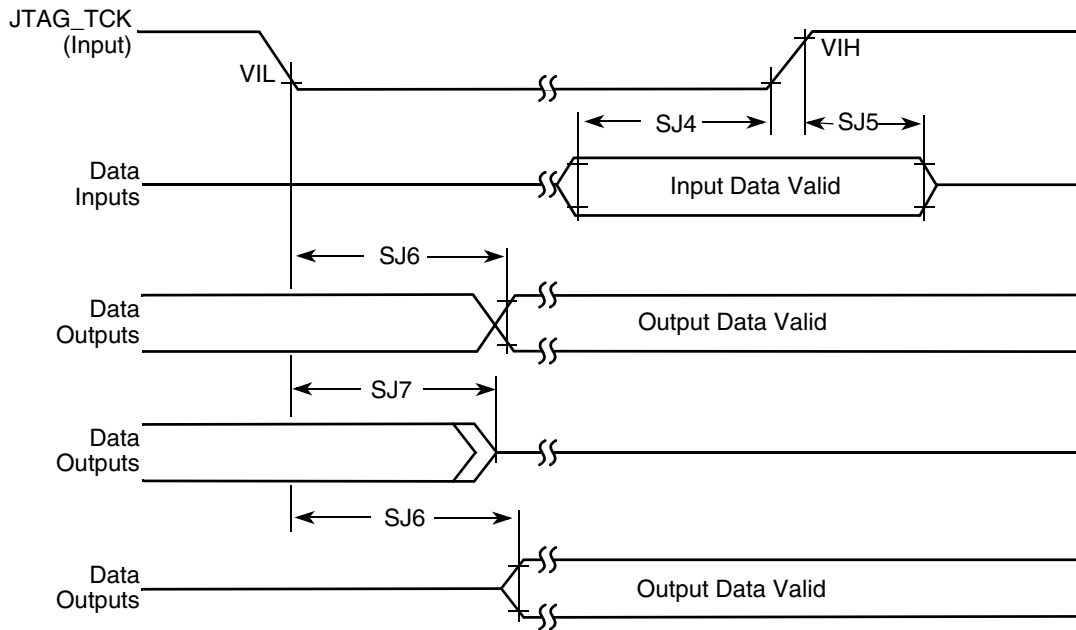 JTAG_TCK
(Input)
VIL
VIH
SJ4
SJ5
Data
Inputs
Input Data Valid
SJ6
Data
Outputs
Output Data Valid
SJ7
Data
Outputs
SJ6
Data
Outputs
Output Data Valid